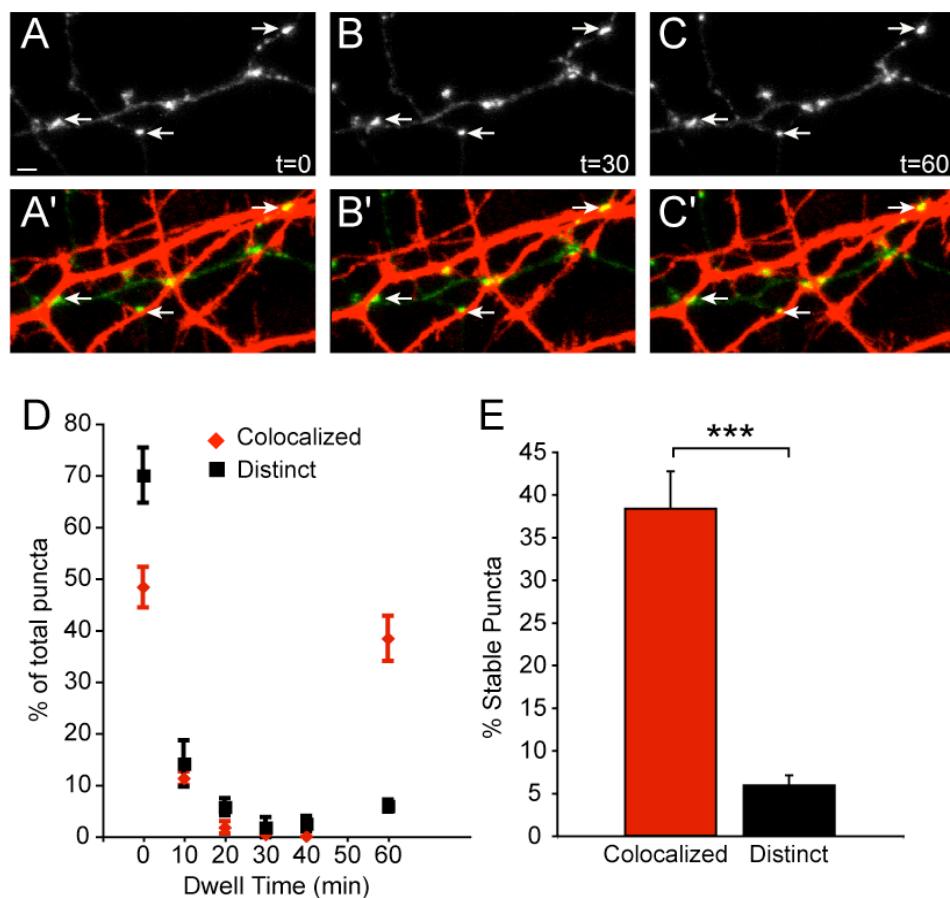 A
B
C
t=0
t=30
t=60
A'
B'
C'
D
80
70
60
50
40
30
20
10
0
% of total puncta
Colocalized
Distinct
0 10 20 30 40 50 60
Dwell Time (min)
E
***
45
40
35
30
25
20
15
10
5
0
% Stable Puncta
Colocalized Distinct